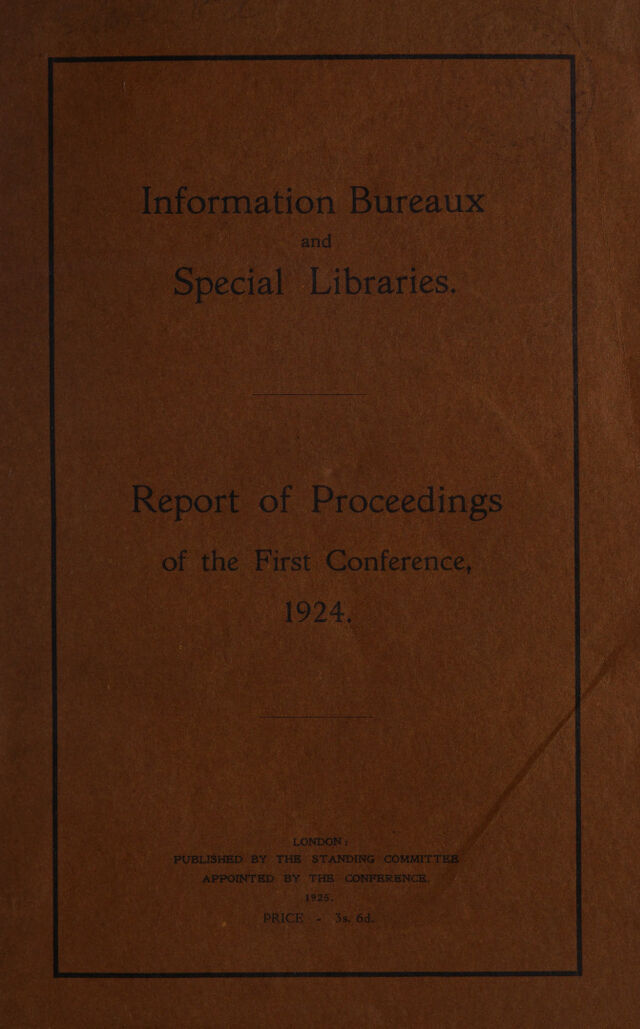 Information Bureaux
and
Special Libraries.
Report of Proceedings
of the First Conference,
1924.
LONDON:
PUBLISHED BY THE STANDING COMMITTEE
APPOINTED BY THE CONFERENCE.
1925.
PRICE - 3s. 6d.